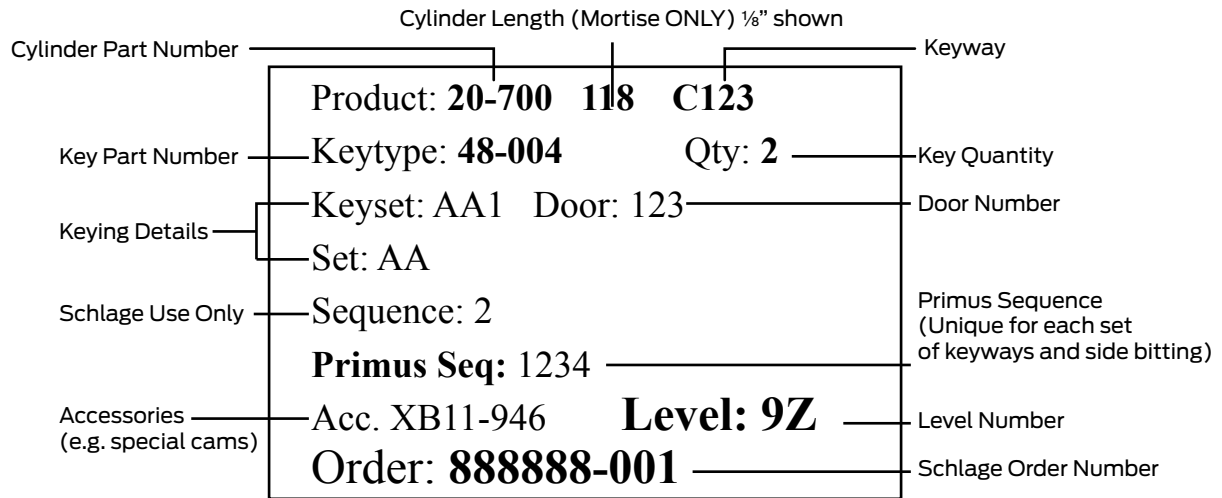 Cylinder Length (Mortise ONLY) ⅛” shown
Cylinder Part Number
Keyway
Product: 20-700 118 C123
Key Part Number
Keytype: 48-004 Qty: 2
Key Quantity
Keyset: AA1 Door: 123
Door Number
Keying Details
Set: AA
Schlage Use Only
Sequence: 2
Primus Sequence
(Unique for each set
of keyways and side bitting)
Primus Seq: 1234
Accessories
(e.g. special cams)
Acc. XB11-946 Level: 9Z
Level Number
Order: 888888-001
Schlage Order Number